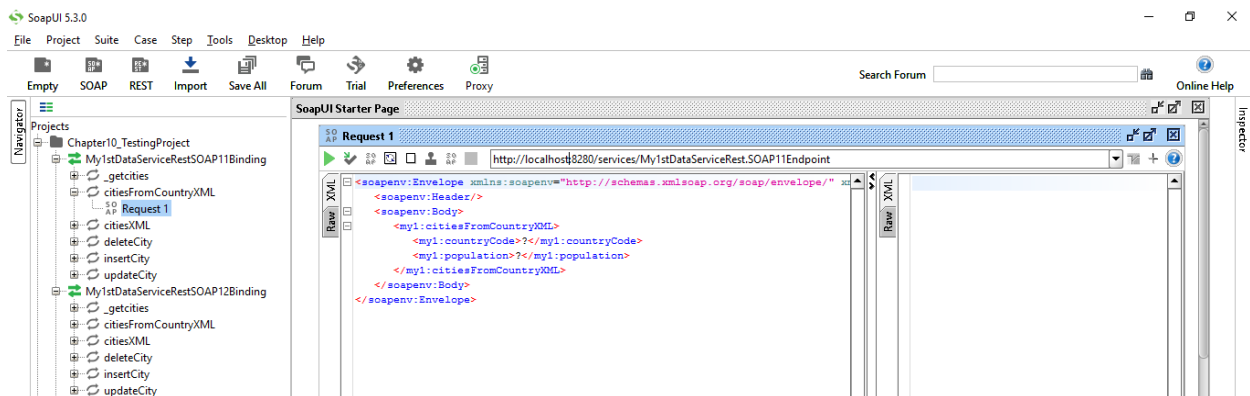 SoapUI 5.3.0
File Project Suite Case Step Tools Desktop Help
Empty SOAP REST Import Save All Forum Trial Preferences Proxy Search Forum Online Help
Navigator
Projects
Chapter10_TestingProject
My1stDataServiceRestSOAP11Binding
_getcities
citiesFromCountryXML
Request 1
citiesXML
deleteCity
insertCity
updateCity
My1stDataServiceRestSOAP12Binding
_getcities
citiesFromCountryXML
citiesXML
deleteCity
insertCity
updateCity
SoapUI Starter Page
SO AP Request 1
http://localhost:8280/services/My1stDataServiceRest.SOAP11Endpoint
XML
Raw
<soapenv:Envelope xmlns:soapenv="http://schemas.xmlsoap.org/soap/envelope/"
<soapenv:Header/>
<soapenv:Body>
<my1:citiesFromCountryXML>
<my1:countryCode>?</my1:countryCode>
<my1:population>?</my1:population>
</my1:citiesFromCountryXML>
</soapenv:Body>
</soapenv:Envelope>
XML
Raw
Inspector